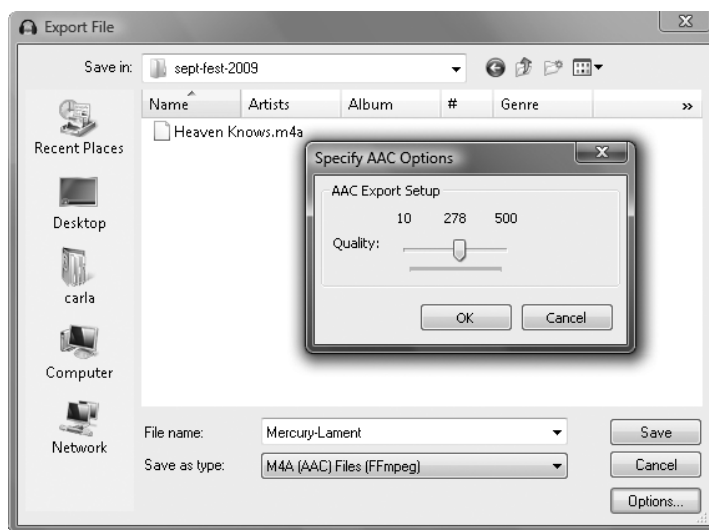 Export File
Save in:
sept-fest-2009
Name Artists Album # Genre »
Heaven Knows.m4a
Recent Places
Desktop
carla
Computer
Network
Specify AAC Options
AAC Export Setup
10 278 500
Quality:
OK Cancel
File name: Mercury-Lament Save
Save as type: M4A (AAC) Files (FFmpeg) Cancel
Options...